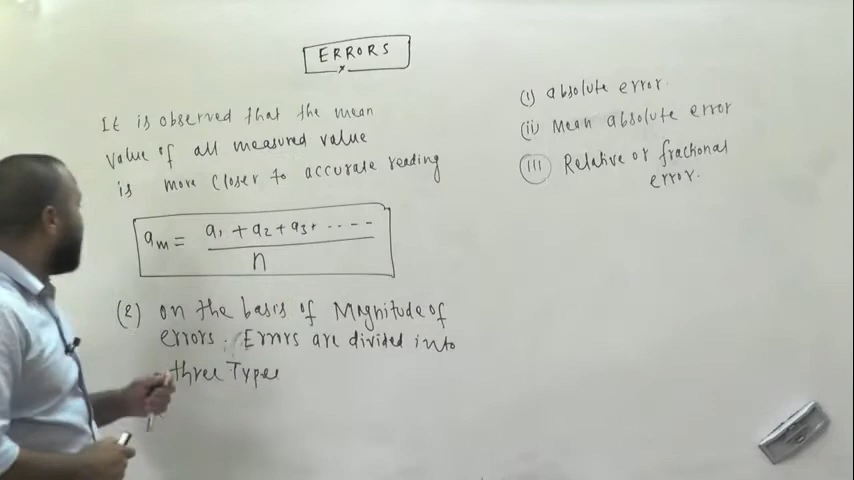 ERRORS
It is observed that the mean
value of all measured value
is more closer to accurate reading
am = a1 + a2 + a3+ .....--
n
(2) on the basis of Magnitude of
errors. Errors are divided into
three Types
(i) absolute error.
(ii) Mean absolute error
(III) Relative or fractional
error.